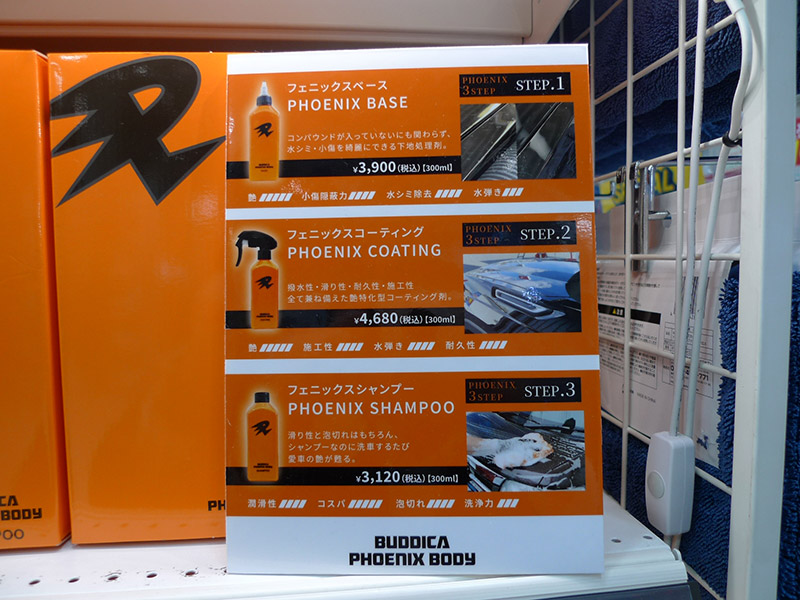 フェニックスベース
PHOENIX BASE
PHOENIX
3STEP
STEP.1
コンパウンドが入っていないにも関わらず、
水シミ・小傷を綺麗にできる下地処理剤。
¥3,900(税込)【300ml】
艶 小傷隠蔽力 水シミ除去 水弾き
フェニックスコーティング
PHOENIX COATING
PHOENIX
3STEP
STEP.2
撥水性・滑り性・耐久性・施工性
全て兼ね備えた艶特化型コーティング剤。
¥4,680(税込)【300ml】
艶 施工性 水弾き 耐久性
フェニックスシャンプー
PHOENIX SHAMPOO
PHOENIX
3STEP
STEP.3
滑り性と泡切れはもちろん、
シャンプーなのに洗車するたび
愛車の艶が甦る。
¥3,120(税込)【300ml】
潤滑性 コスパ 泡切れ 洗浄力
BUDDICA
PHOENIX BODY
DICA
BODY
POO
PH